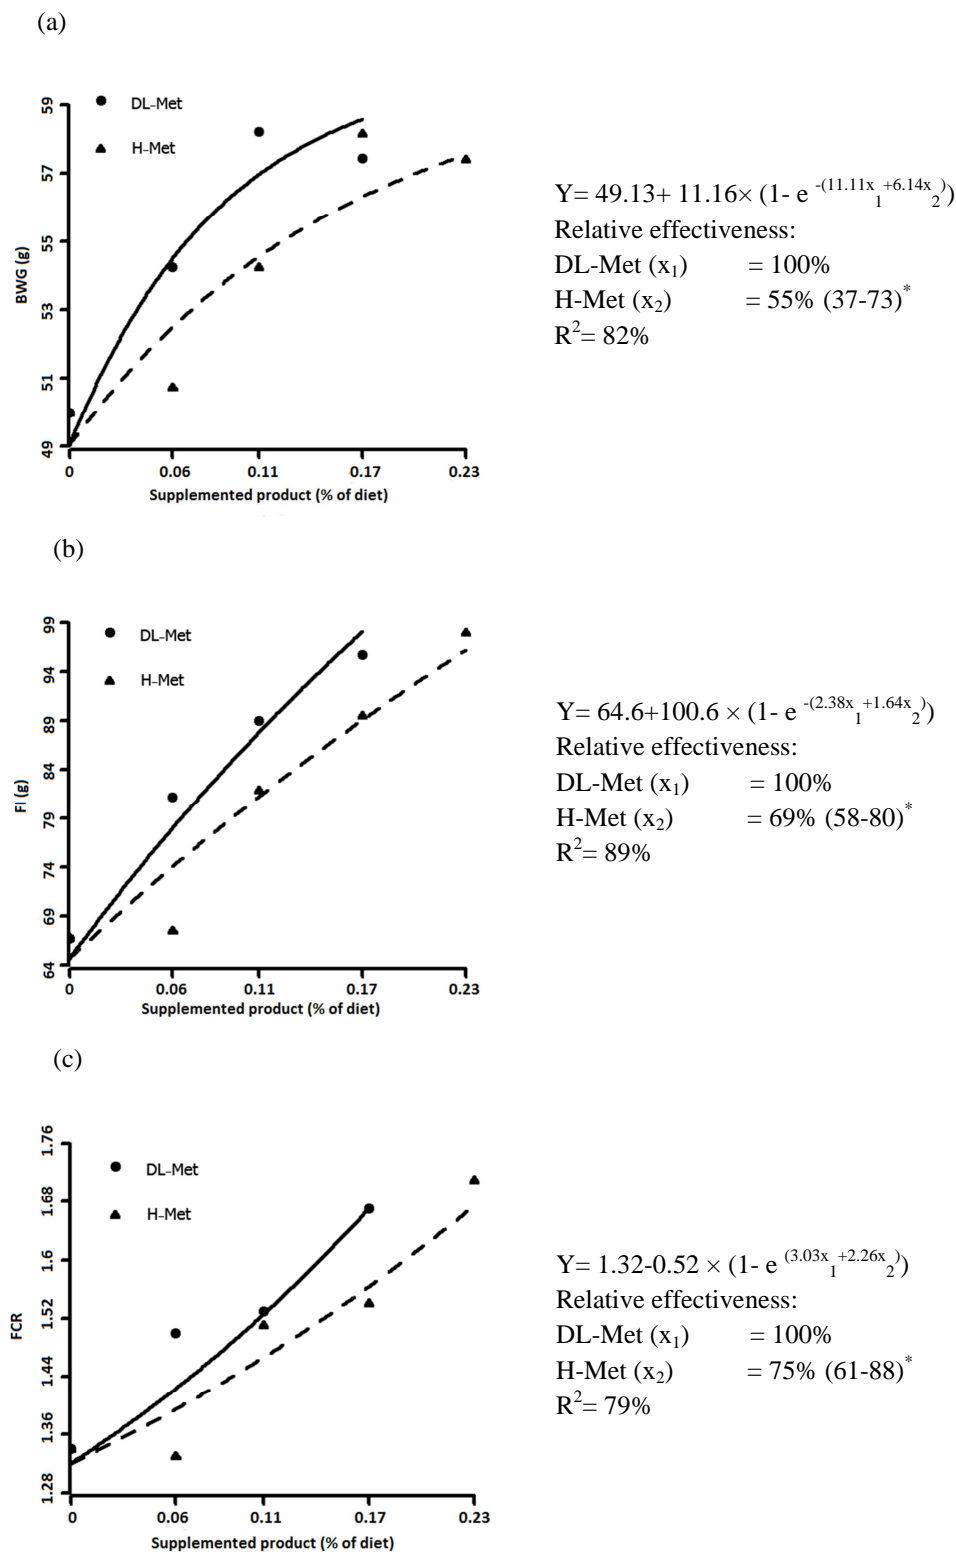 (a)
59
57
55
53
51
49
BWG (g)
DL-Met
H-Met
0 0.06 0.11 0.17 0.23
Supplemented product (% of diet)
Y= 49.13+ 11.16× (1- e -(11.11x1+6.14x2))
Relative effectiveness:
DL-Met (x1) = 100%
H-Met (x2) = 55% (37-73)*
R2= 82%
(b)
99
94
89
84
79
74
69
64
FI (g)
DL-Met
H-Met
0 0.06 0.11 0.17 0.23
Supplemented product (% of diet)
Y= 64.6+100.6 × (1- e -(2.38x1+1.64x2))
Relative effectiveness:
DL-Met (x1) = 100%
H-Met (x2) = 69% (58-80)*
R2= 89%
(c)
1.76
1.68
1.6
1.52
1.44
1.36
1.28
FCR
DL-Met
H-Met
0 0.06 0.11 0.17 0.23
Supplemented product (% of diet)
Y= 1.32-0.52 × (1- e (3.03x1+2.26x2))
Relative effectiveness:
DL-Met (x1) = 100%
H-Met (x2) = 75% (61-88)*
R2= 79%